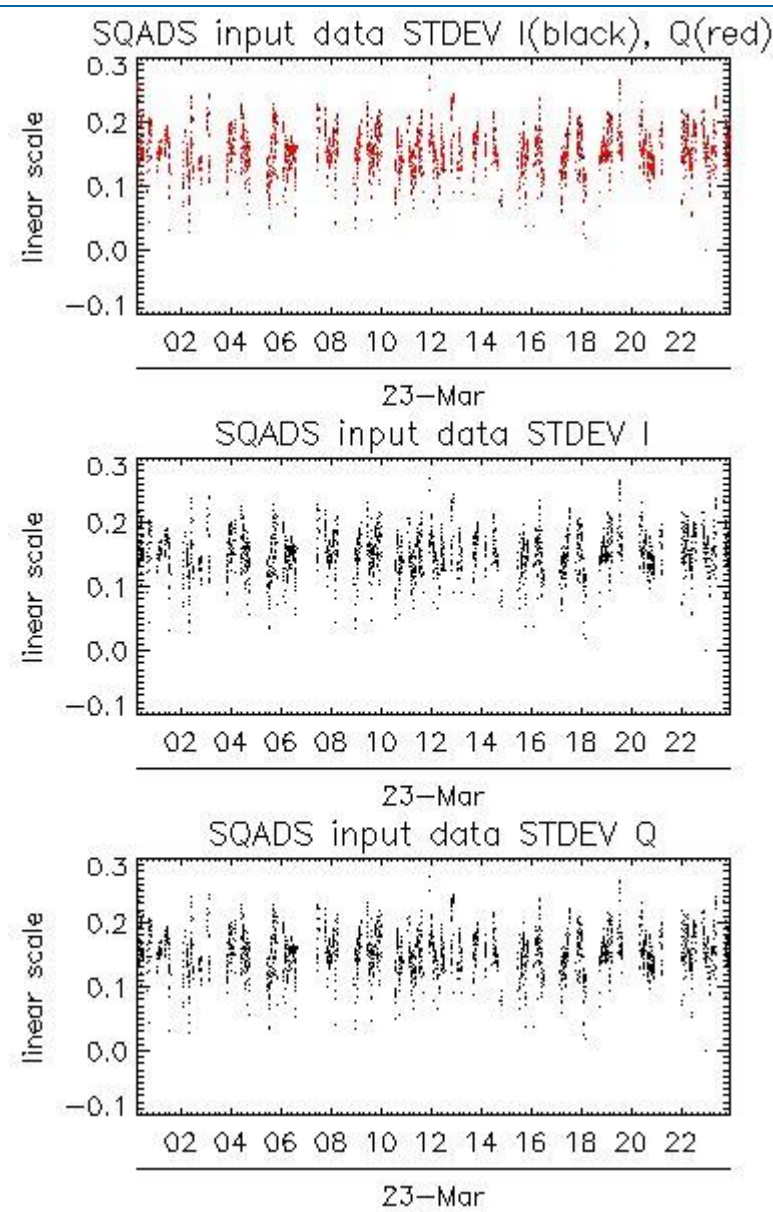 SQADS input data STDEV I(black), Q(red)
0.3
0.2
0.1
0.0
−0.1
linear scale
02 04 06 08 10 12 14 16 18 20 22
23−Mar
SQADS input data STDEV I
0.3
0.2
0.1
0.0
−0.1
linear scale
02 04 06 08 10 12 14 16 18 20 22
23−Mar
SQADS input data STDEV Q
0.3
0.2
0.1
0.0
−0.1
linear scale
02 04 06 08 10 12 14 16 18 20 22
23−Mar